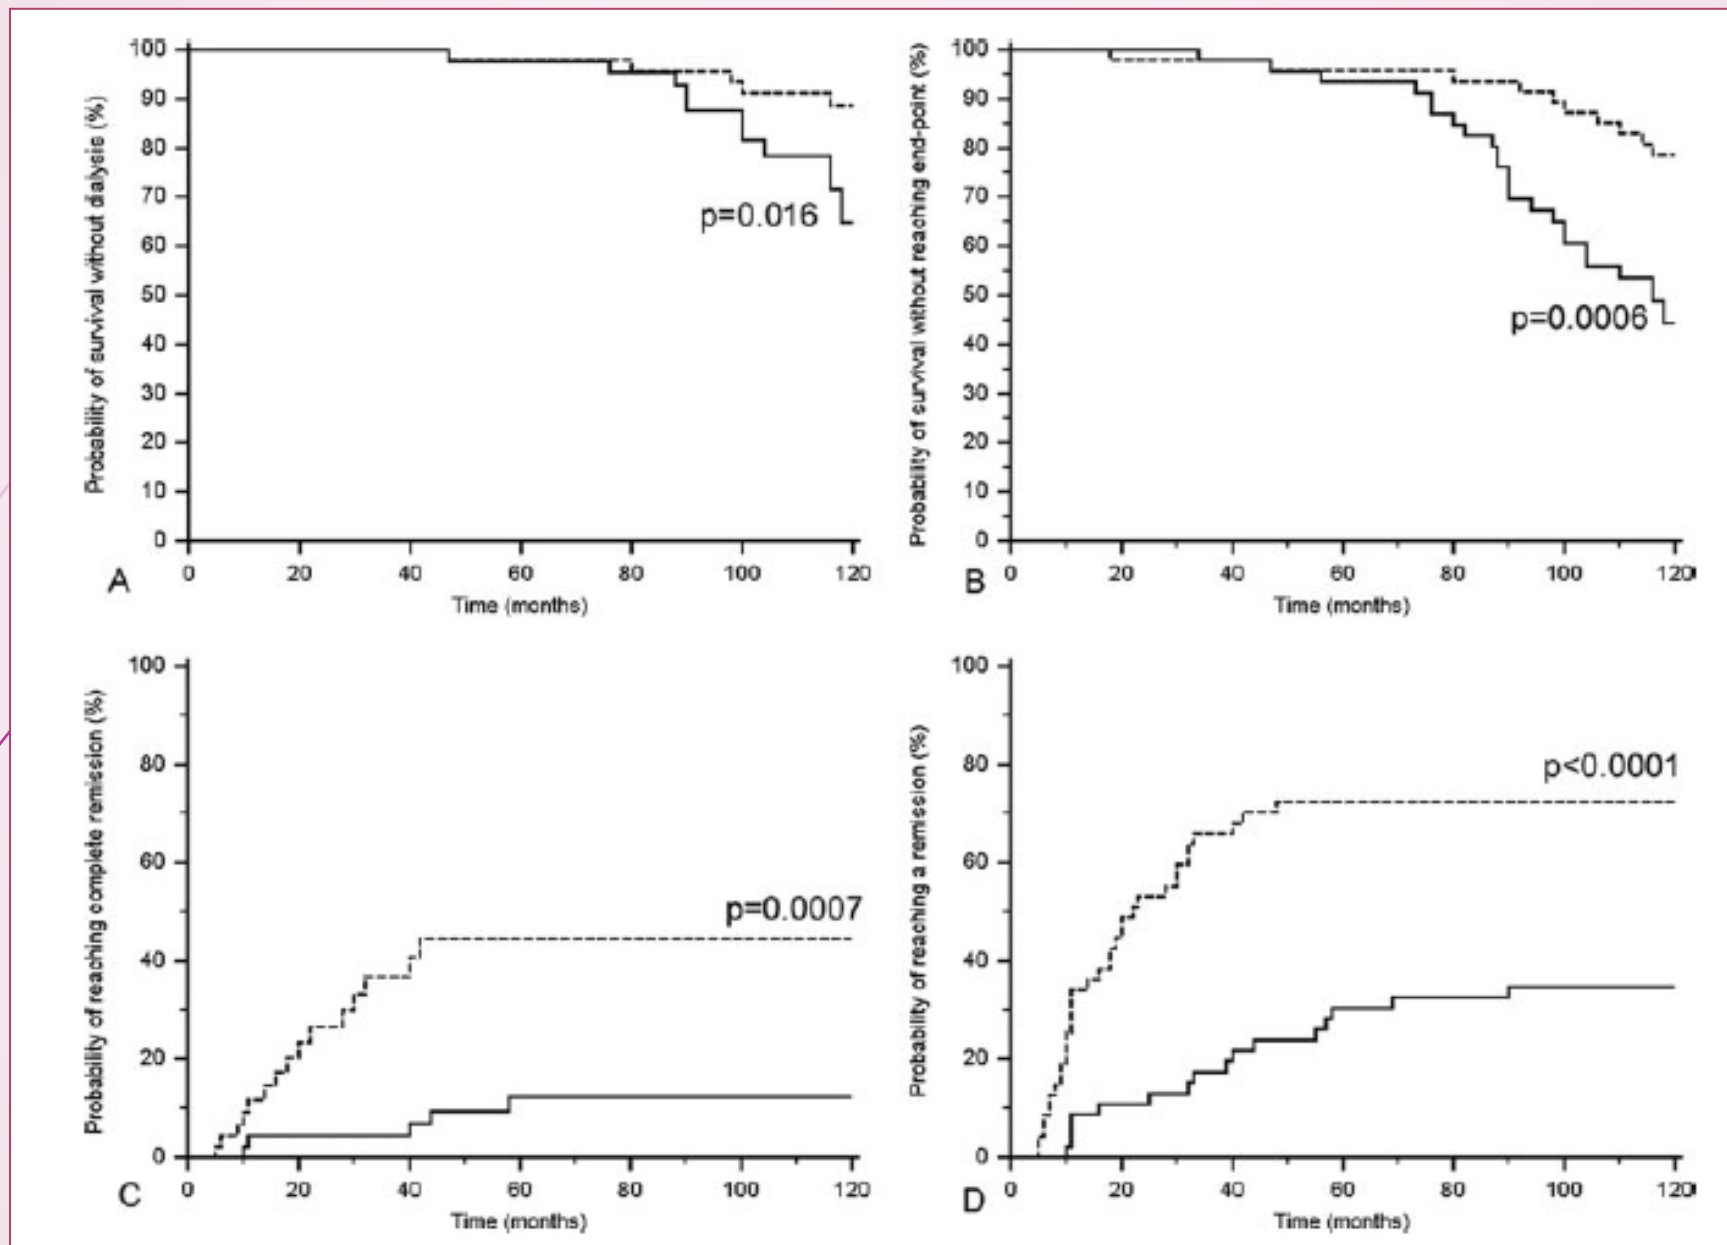 Probability of survival without dialysis (%)
100
90
80
70
60
50
40
30
20
10
0
p=0.016
0 20 40 60 80 100 120
A
Time (months)
Probability of survival without reaching end-point (%)
100
90
80
70
60
50
40
30
20
10
0
p=0.0006
0 20 40 60 80 100 120
B
Time (months)
Probability of reaching complete remission (%)
100
80
60
40
20
0
p=0.0007
0 20 40 60 80 100 120
C
Time (months)
Probability of reaching a remission (%)
100
80
60
40
20
0
p<0.0001
0 20 40 60 80 100 120
D
Time (months)